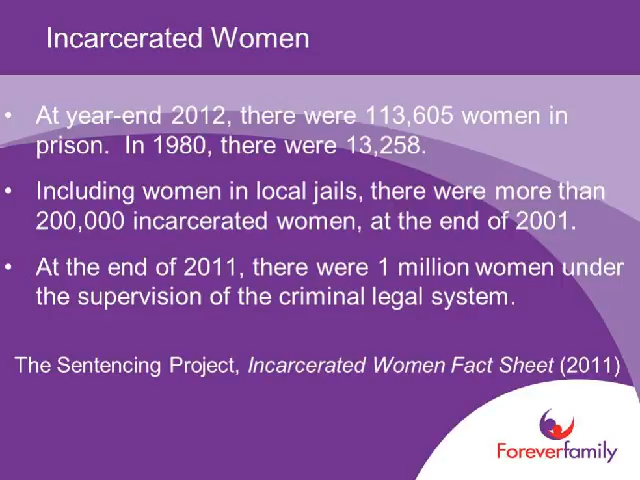 Incarcerated Women
• At year-end 2012, there were 113,605 women in
prison.  In 1980, there were 13,258.
• Including women in local jails, there were more than
200,000 incarcerated women, at the end of 2001.
• At the end of 2011, there were 1 million women under
the supervision of the criminal legal system.
The Sentencing Project, Incarcerated Women Fact Sheet (2011)
Foreverfamily